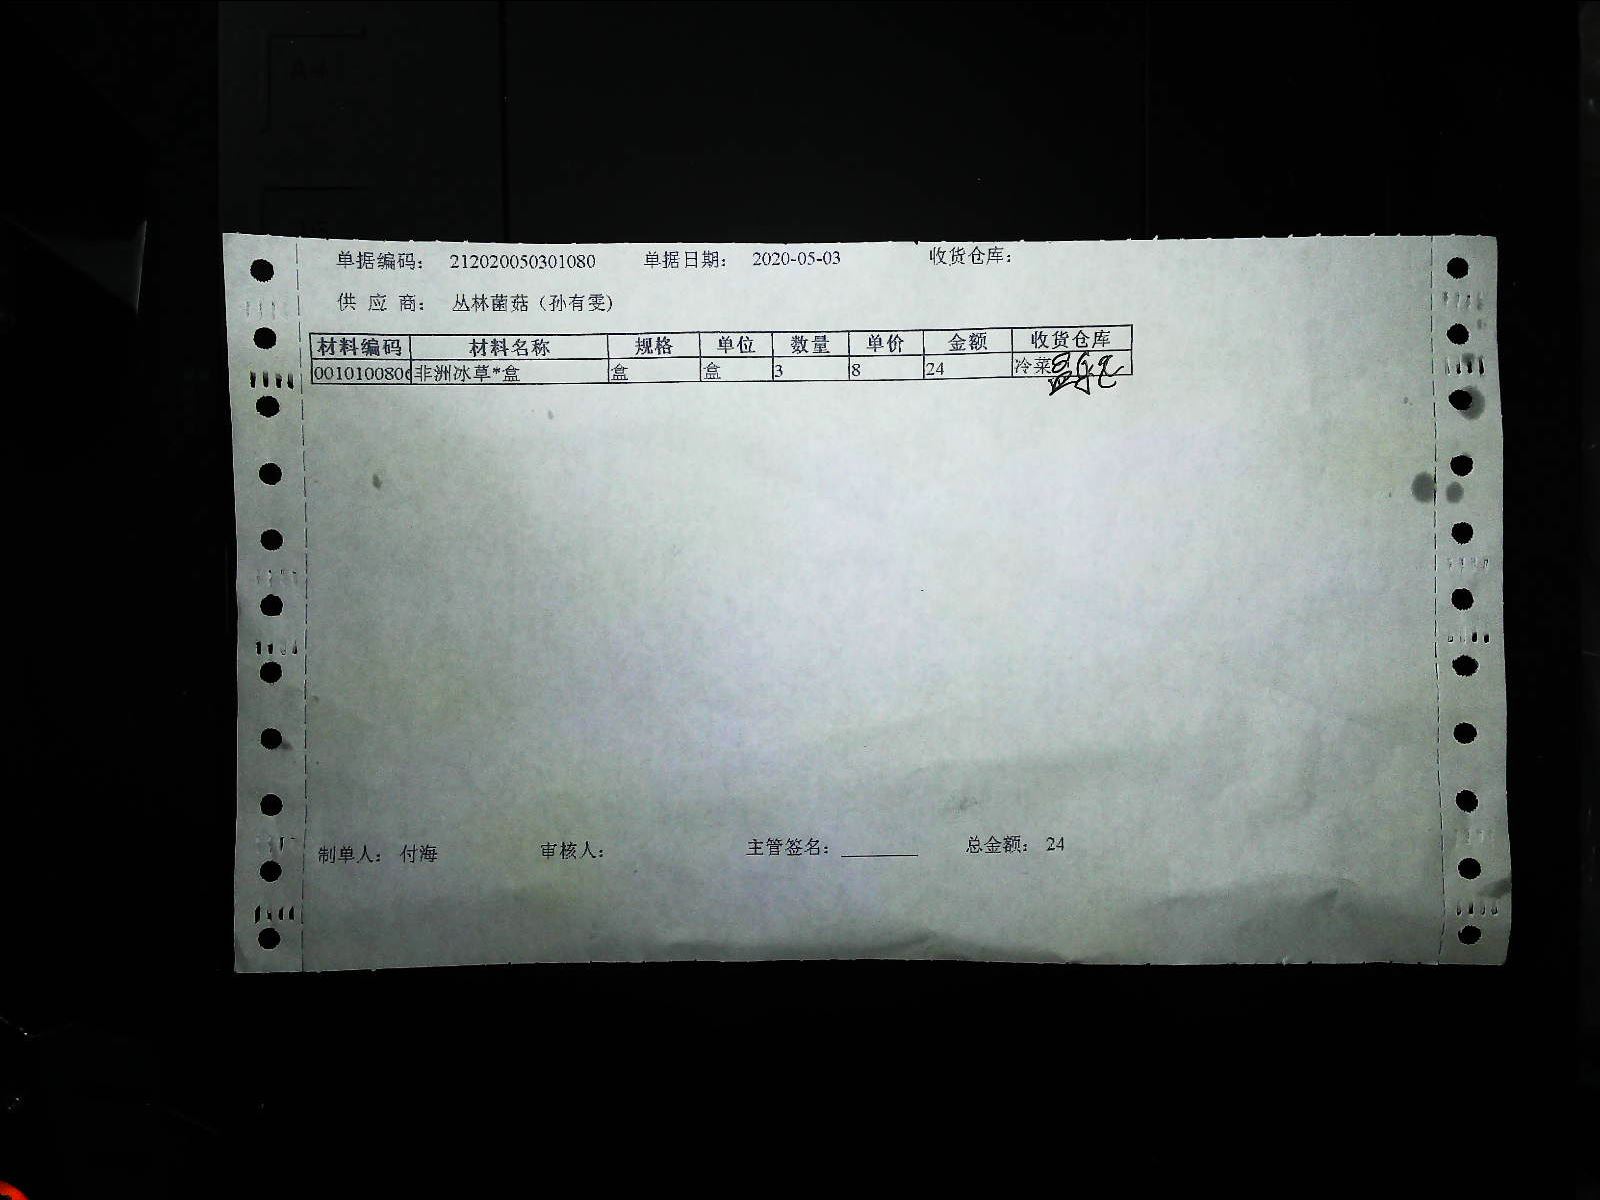 单据编码： 212020050301080 单据日期： 2020-05-03 收货仓库：
供 应 商： 丛林菌菇（孙有雯）
材料编码 材料名称 规格 单位 数量 单价 金额 收货仓库
001010080 非洲冰草*盒 盒 盒 3 8 24 冷菜
制单人： 付海 审核人： 主管签名： 总金额： 24